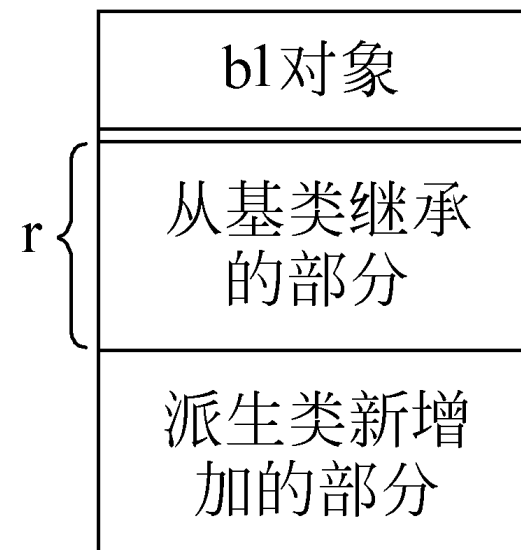 b1对象
从基类继承
的部分
r
派生类新增
加的部分